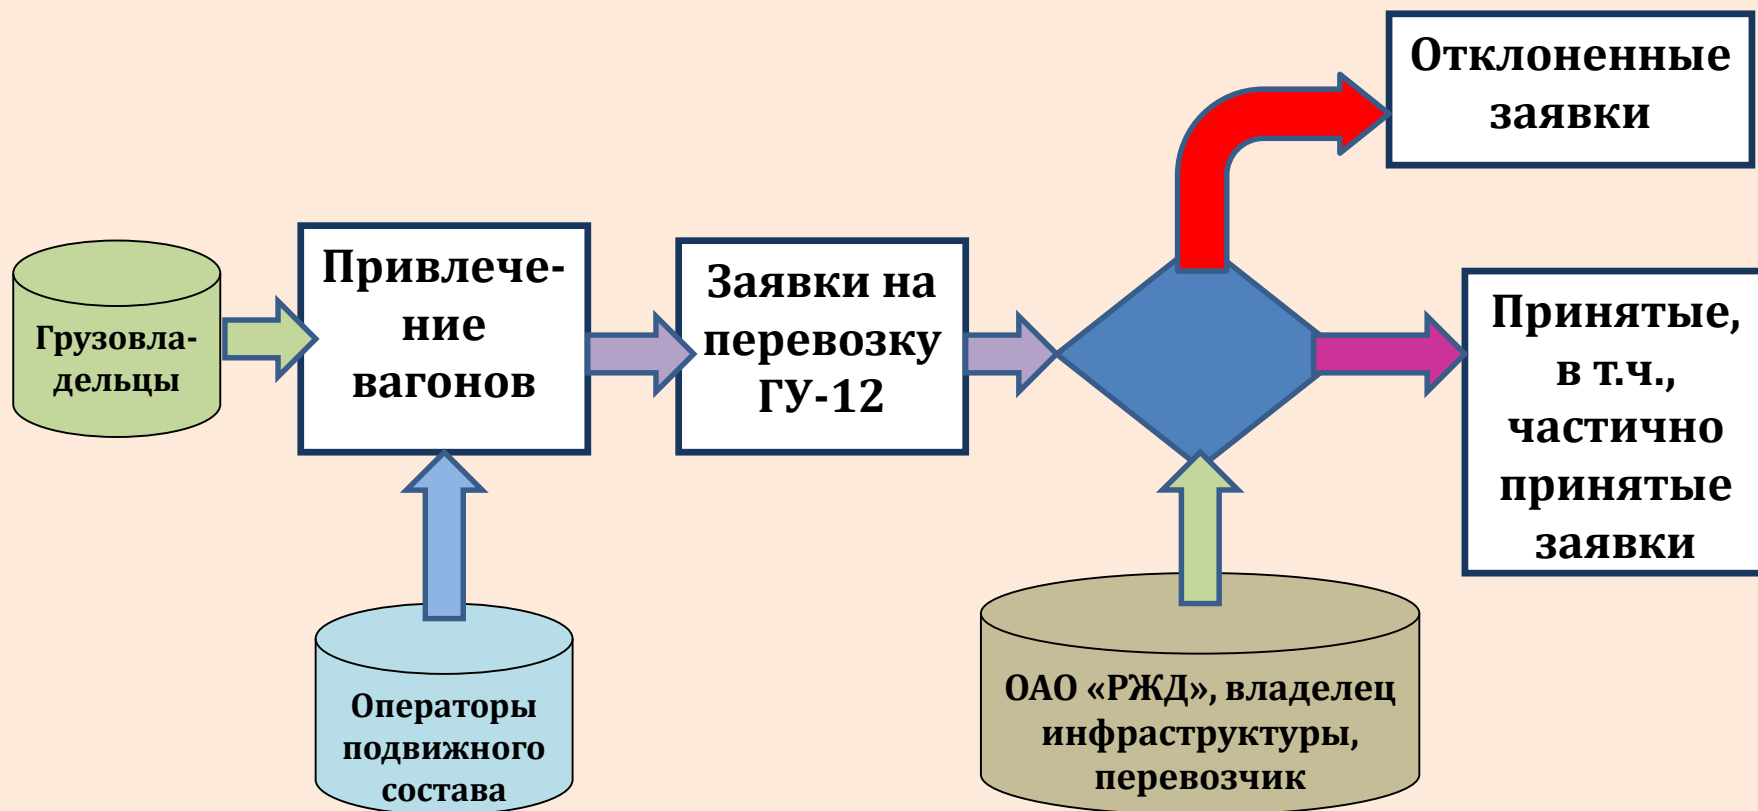 Отклоненные
заявки
Грузовла-
дельцы
Привлече-
ние
вагонов
Заявки на
перевозку
ГУ-12
Принятые,
в т.ч.,
частично
принятые
заявки
Операторы
подвижного
состава
ОАО «РЖД», владелец
инфраструктуры,
перевозчик